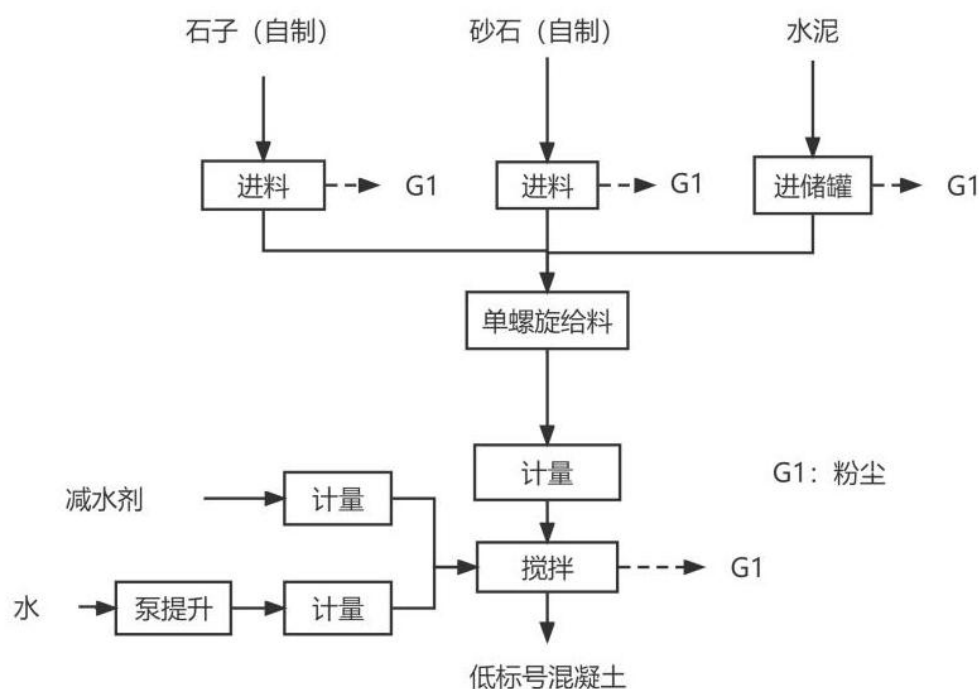 石子（自制）
砂石（自制）
水泥
进料
G1
进料
G1
进储罐
G1
单螺旋给料
计量
G1：粉尘
减水剂
计量
搅拌
G1
水
泵提升
计量
低标号混凝土